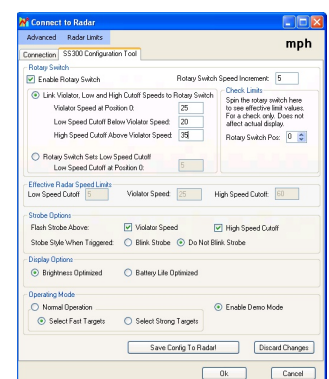 Connect to Radar
Advanced Radar Limits
mph
Connection SS300 Configuration Tool
Rotary Switch
Enable Rotary Switch
Rotary Switch Speed Increment: 5
Link Violator, Low and High Cutoff Speeds to Rotary Switch
Violator Speed at Position 0: 25
Low Speed Cutoff Below Violator Speed: 20
High Speed Cutoff Above Violator Speed: 35
Rotary Switch Sets Low Speed Cutoff
Low Speed Cutoff at Position 0: 5
Check Limits
Spin the rotary switch here
to see effective limit values.
For a check only. Does not
affect actual display.
Rotary Switch Pos: 0
Effective Radar Speed Limits
Low Speed Cutoff 5 Violator Speed: 25 High Speed Cutoff: 60
Strobe Options
Flash Strobe Above: Violator Speed High Speed Cutoff
Strobe Style When Triggered: Blink Strobe Do Not Blink Strobe
Display Options
Brightness Optimized Battery Life Optimized
Operating Mode
Normal Operation Enable Demo Mode
Select Fast Targets Select Strong Targets
Save Config To Radar! Discard Changes
Ok Cancel